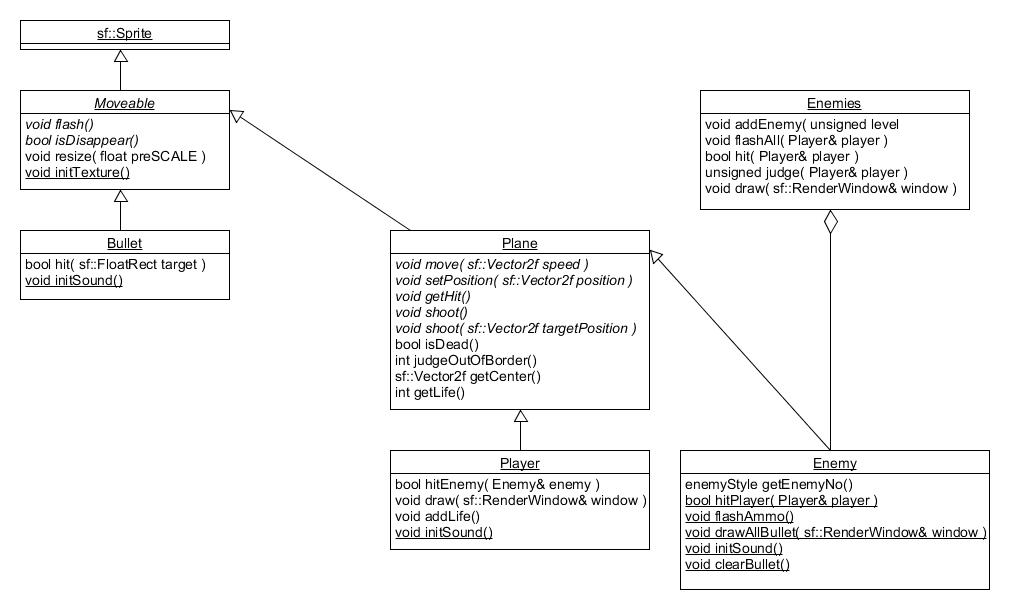 sf::Sprite
Moveable
void flash()
bool isDisappear()
void resize( float preSCALE )
void initTexture()
Bullet
bool hit( sf::FloatRect target )
void initSound()
Plane
void move( sf::Vector2f speed )
void setPosition( sf::Vector2f position )
void getHit()
void shoot()
void shoot( sf::Vector2f targetPosition )
bool isDead()
int judgeOutOfBorder()
sf::Vector2f getCenter()
int getLife()
Player
bool hitEnemy( Enemy& enemy )
void draw( sf::RenderWindow& window )
void addLife()
void initSound()
Enemies
void addEnemy( unsigned level
void flashAll( Player& player )
bool hit( Player& player )
unsigned judge( Player& player )
void draw( sf::RenderWindow& window )
Enemy
enemyStyle getEnemyNo()
bool hitPlayer( Player& player )
void flashAmmo()
void drawAllBullet( sf::RenderWindow& window )
void initSound()
void clearBullet()